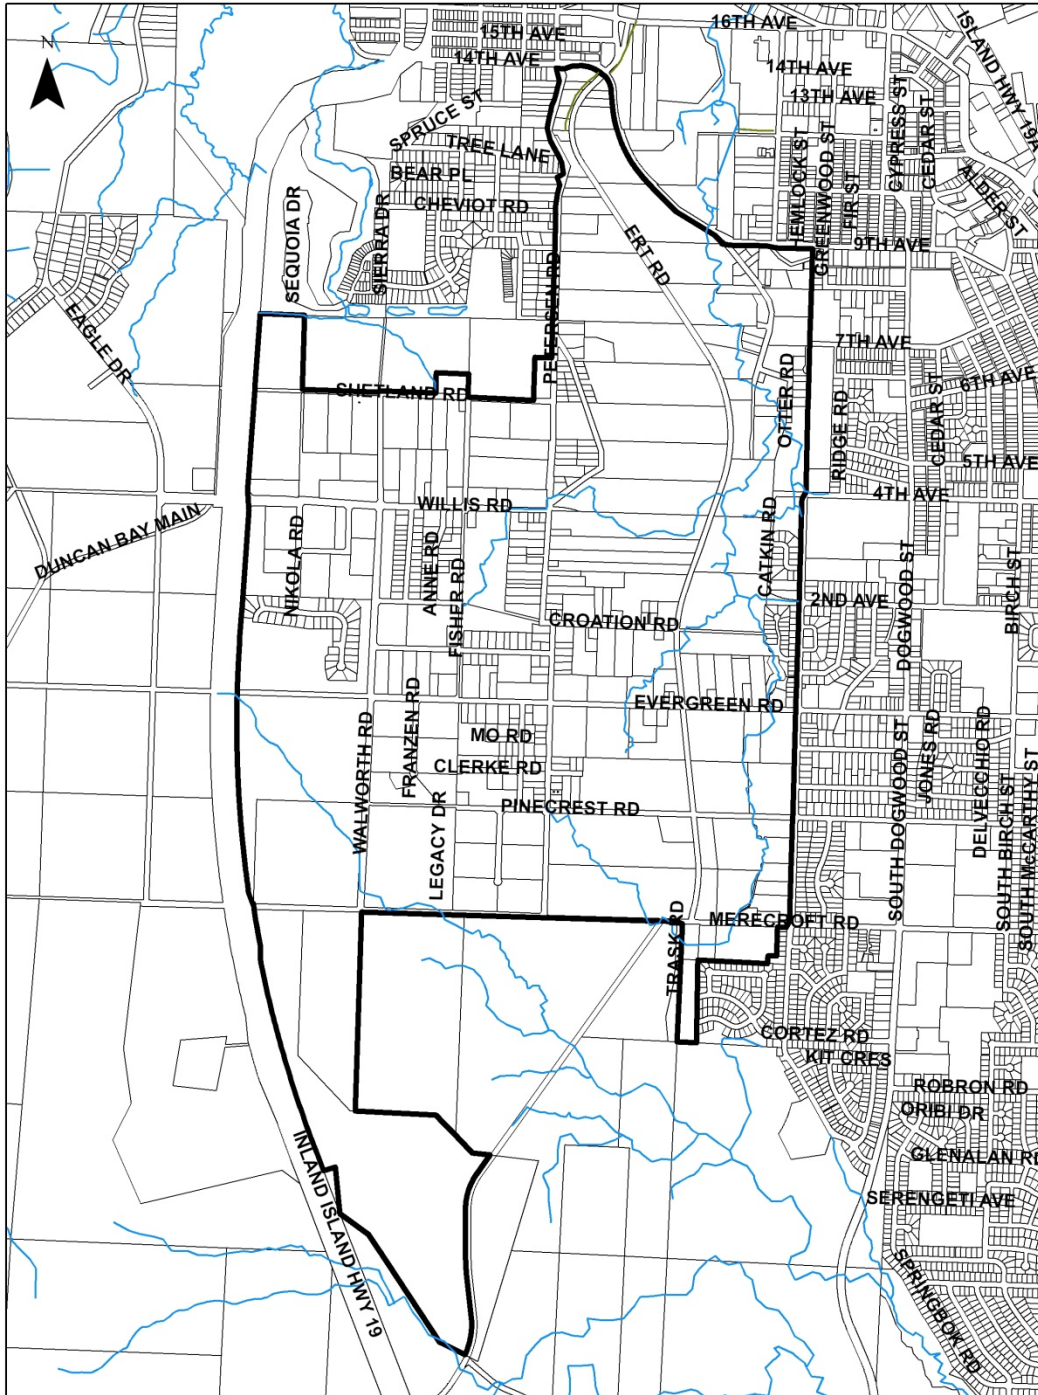 16TH AVE
ISLAND HWY 19A
15TH AVE
N
14TH AVE
14TH AVE
13TH AVE
SPRUCE ST
CYPRESS ST
CEDAR ST
TREE LANE
HEMLOCK ST
GREENWOOD ST
FIR ST
BEAR PL
ALDER ST
CHEVIOT RD
SEQUOIA DR
SIERRA DR
ERT RD
9TH AVE
PETERSEN RD
EAGLE DR
7TH AVE
6TH AVE
SHETLAND RD
OTTER RD
RIDGE RD
CEDAR ST
5TH AVE
4TH AVE
WILLIS RD
DUNCAN BAY MAIN
NIKOLA RD
ANNE RD
FISHER RD
CATKIN RD
2ND AVE
DOGWOOD ST
BIRCH ST
CROATION RD
EVERGREEN RD
FRANZEN RD
WALWORTH RD
MO RD
CLERKE RD
SOUTH DOGWOOD ST
JONES RD
DELVECCHIO RD
PINECREST RD
SOUTH BIRCH ST
SOUTH McCARTHY ST
LEGACY DR
TRASK RD
MERECROFT RD
CORTEZ RD
KIT CRES
ROBRON RD
ORIBI DR
GLENALAN RD
SERENGETI AVE
INLAND ISLAND HWY 19
SPRINGBOK RD